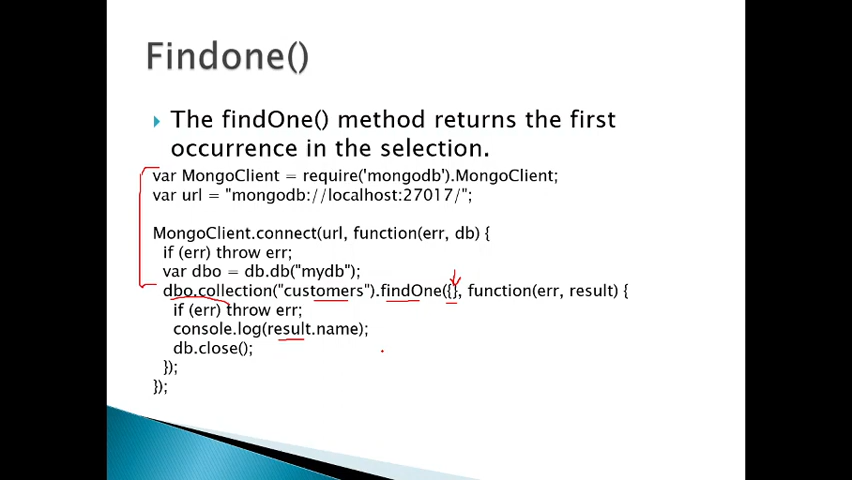 Findone()
The findOne() method returns the first
occurrence in the selection.
var MongoClient = require('mongodb').MongoClient;
var url = "mongodb://localhost:27017/";
MongoClient.connect(url, function(err, db) {
if (err) throw err;
var dbo = db.db("mydb");
dbo.collection("customers").findOne({}, function(err, result) {
if (err) throw err;
console.log(result.name);
db.close();
});
});